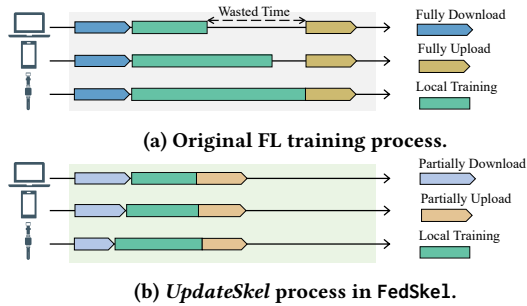 Wasted Time
Fully Download
Fully Upload
Local Training
(a) Original FL training process.
Partially Download
Partially Upload
Local Training
(b) UpdateSkel process in FedSkel.